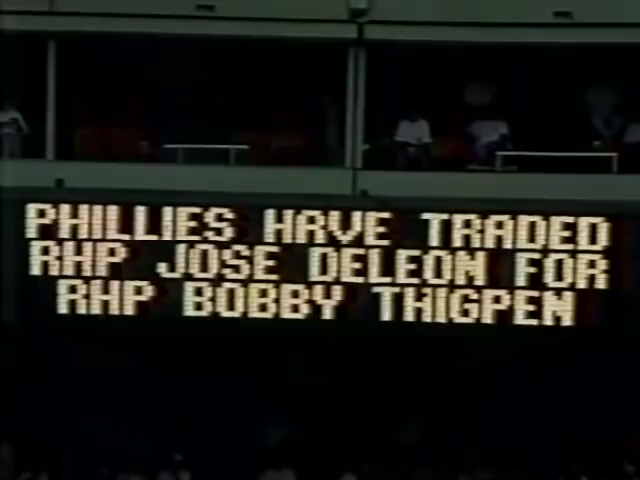 PHILLIES HAVE TRADED
RHP JOSE DELEON FOR
RHP BOBBY THIGPEN